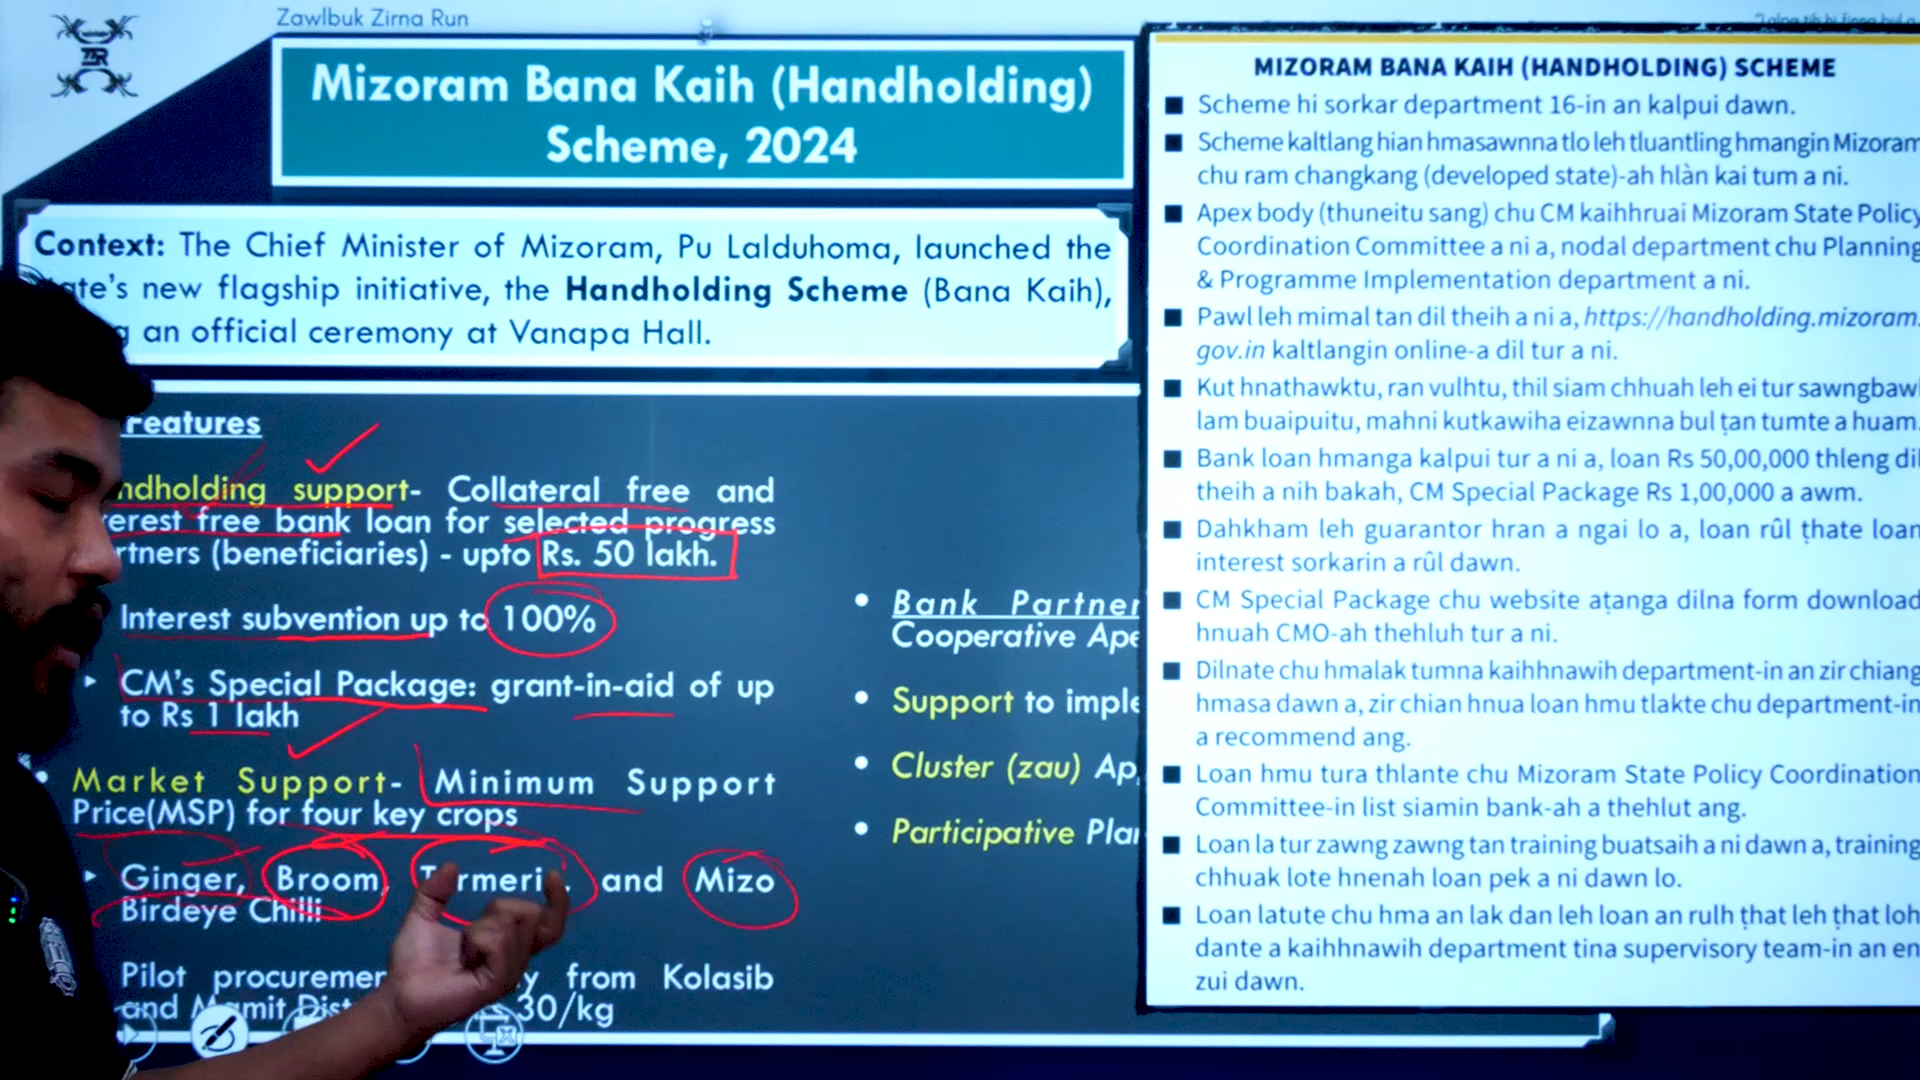 Zawlbuk Zirna Run
ZR
Mizoram Bana Kaih (Handholding)
Scheme, 2024
Context: The Chief Minister of Mizoram, Pu Lalduhoma, launched the
ate's new flagship initiative, the Handholding Scheme (Bana Kaih),
g an official ceremony at Vanapa Hall.
Features
ndholding support- Collateral free and
erest free bank loan for selected progress
rtners (beneficiaries) - upto Rs. 50 lakh.
Interest subvention up to 100%
CM's Special Package: grant-in-aid of up
to Rs 1 lakh
Market Support- Minimum Support
Price(MSP) for four key crops
Ginger, Broom, and Mizo
Birdeye Chilli
Pilot from Kolasib
and 30/kg
Bank Partner
Cooperative Ape
Support to imple
Cluster (zau) Ap
Participative Pla
MIZORAM BANA KAIH (HANDHOLDING) SCHEME
Scheme hi sorkar department 16-in an kalpui dawn.
Scheme kaltlang hian hmasawnna tlo leh tluantling hmangin Mizoram
chu ram changkang (developed state)-ah hlàn kai tum a ni.
Apex body (thuneitu sang) chu CM kaihhruai Mizoram State Policy
Coordination Committee a ni a, nodal department chu Planning
& Programme Implementation department a ni.
Pawl leh mimal tan dil theih a ni a, https://handholding.mizoram.
gov.in kaltlangin online-a dil tur a ni.
Kut hnathawktu, ran vulhtu, thil siam chhuah leh ei tur sawngbawl
lam buaipuitu, mahni kutkawiha eizawnna bul ṭan tumte a huam.
Bank loan hmanga kalpui tur a ni a, loan Rs 50,00,000 thleng dil
theih a nih bakah, CM Special Package Rs 1,00,000 a awm.
Dahkham leh guarantor hran a ngai lo a, loan rûl ṭhate loan
interest sorkarin a rûl dawn.
CM Special Package chu website aṭanga dilna form download
hnuah CMO-ah thehluh tur a ni.
Dilnate chu hmalak tumna kaihhnawih department-in an zir chiang
hmasa dawn a, zir chian hnua loan hmu tlakte chu department-in
a recommend ang.
Loan hmu tura thlante chu Mizoram State Policy Coordination
Committee-in list siamin bank-ah a thehlut ang.
Loan la tur zawng zawng tan training buatsaih a ni dawn a, training
chhuak lote hnenah loan pek a ni dawn lo.
Loan latute chu hma an lak dan leh loan an rulh ṭhat leh ṭhat loh
dante a kaihhnawih department tina supervisory team-in an en
zui dawn.